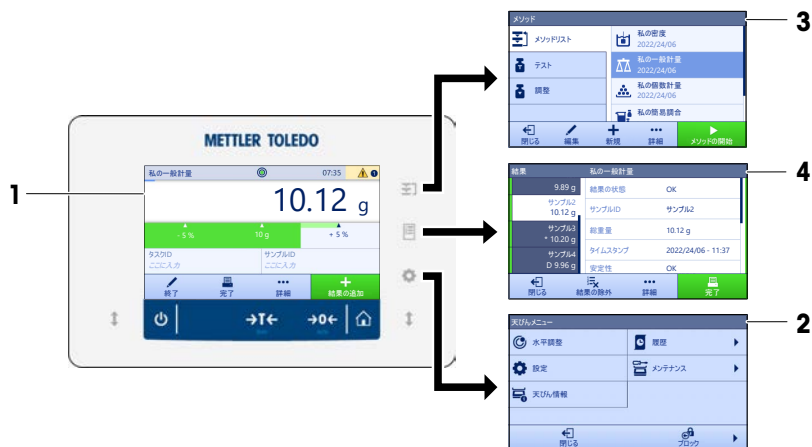 METTLER TOLEDO
1
私の一般計量
07:35
10.12 g
- 5 %
10 g
+ 5 %
タスクID
ここに入力
サンプルID
ここに入力
終了
完了
詳細
結果の追加
→T←
→0←
3
メソッド
メソッドリスト
テスト
調整
私の密度
2022/24/06
私の一般計量
2022/24/06
私の個数計量
2022/24/06
私の簡易調合
閉じる
編集
新規
詳細
メソッドの開始
4
結果
私の一般計量
9.89 g
サンプル2
10.12 g
サンプル3
* 10.20 g
サンプル4
D 9.96 g
結果の状態
OK
サンプルID
サンプル2
総重量
10.12 g
タイムスタンプ
2022/24/06 - 11:37
安定性
OK
閉じる
結果の除外
詳細
完了
2
天びんメニュー
水平調整
履歴
設定
メンテナンス
天びん情報
閉じる
ブロック